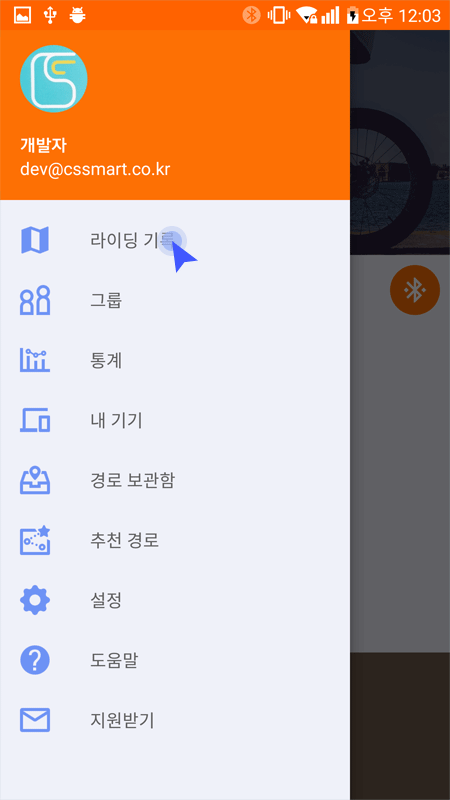 오후 12:03
개발자
dev@cssmart.co.kr
라이딩 기록
그룹
통계
내 기기
경로 보관함
추천 경로
설정
도움말
지원받기